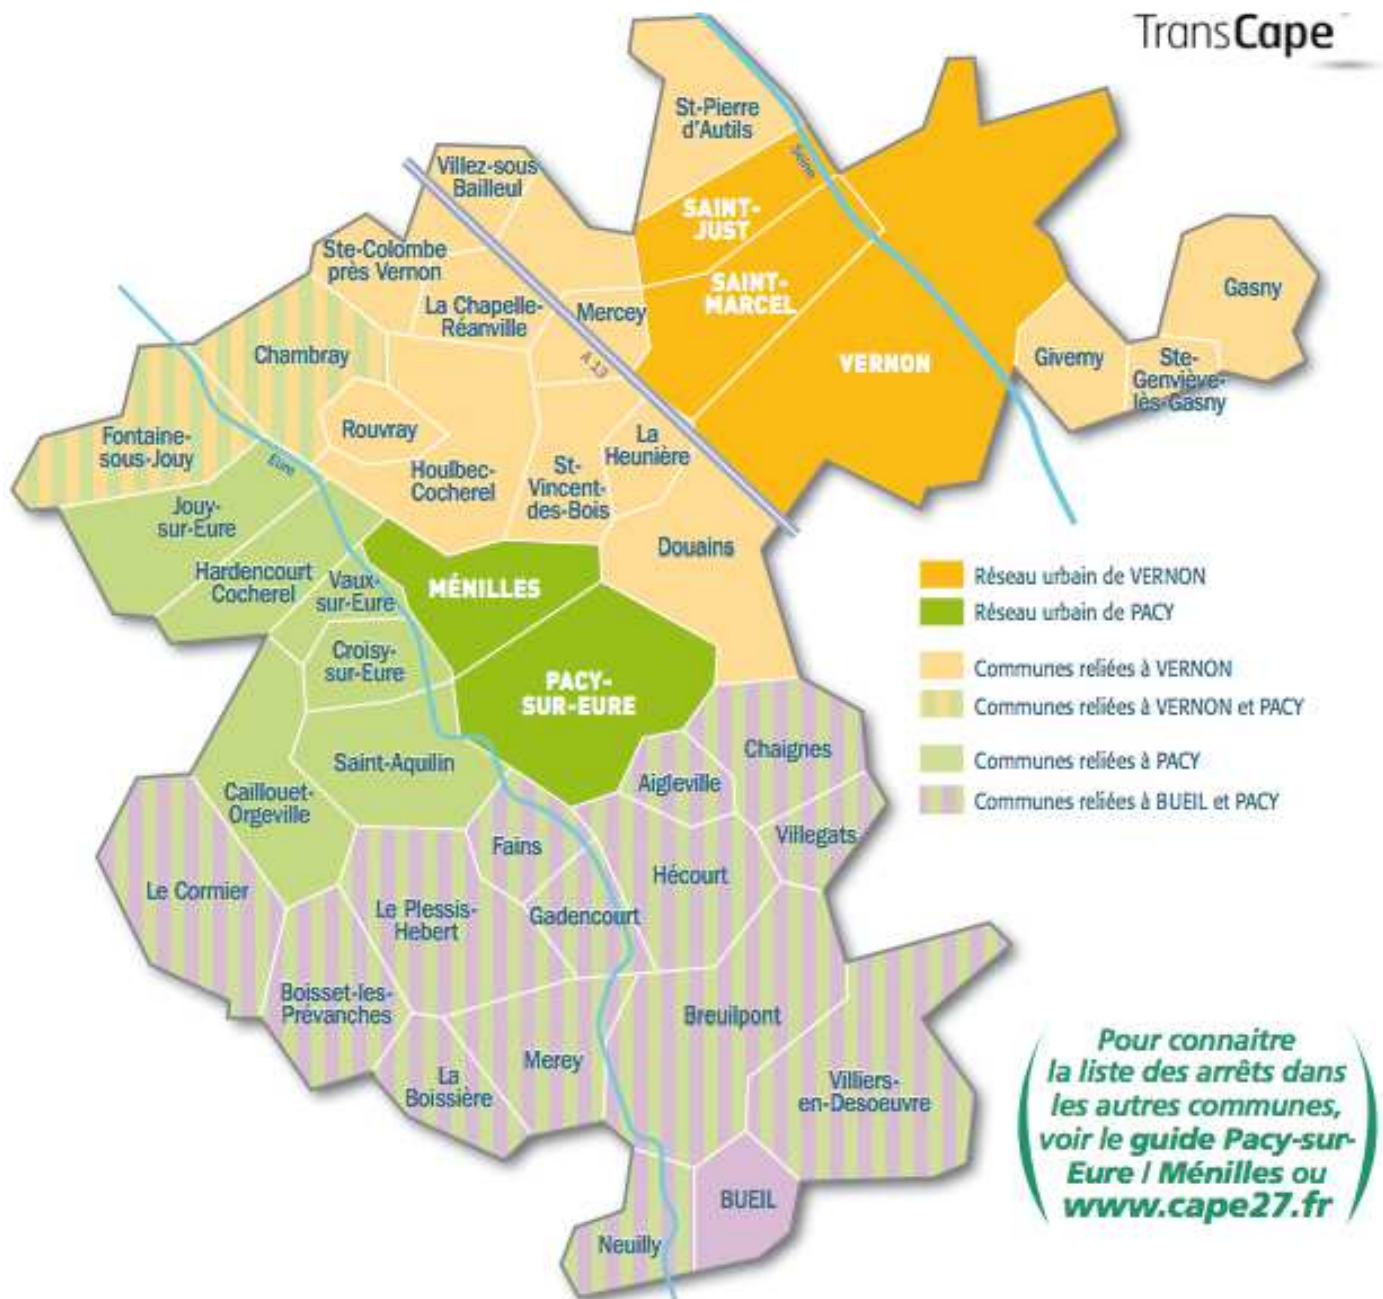 TransCape
St-Pierre
d'Autils
Seine
Villez-sous
Bailleul
SAINT-
JUST
Ste-Colombe
près Vernon
SAINT-
MARCEL
Gasny
La Chapelle-
Réanville
Mercey
Chambray
A 13
VERNON
Giverny
Ste-
Genviève-
lès-Gasny
Rouvray
Fontaine-
sous-Jouy
La
Heunière
Eure
Houlbec-
Cocherel
St-
Vincent-
des-Bois
Jouy-
sur-Eure
Douains
Hardencourt
Cocherel
Vaux-
sur-Eure
MÉNILLES
Réseau urbain de VERNON
Réseau urbain de PACY
Communes reliées à VERNON
Communes reliées à VERNON et PACY
Communes reliées à PACY
Communes reliées à BUEIL et PACY
Croisy-
sur-Eure
PACY-
SUR-EURE
Saint-Aquilin
Chaignes
Aigleville
Caillouet-
Orgeville
Villegats
Fains
Hécourt
Le Cormier
Le Plessis-
Hebert
Gadencourt
Boisset-les-
Prévanches
Breuilpont
Merey
La
Boissière
Villiers-
en-Desoeuvre
BUEIL
Neuilly
Pour connaitre
la liste des arrêts dans
les autres communes,
voir le guide Pacy-sur-
Eure / Ménilles ou
www.cape27.fr